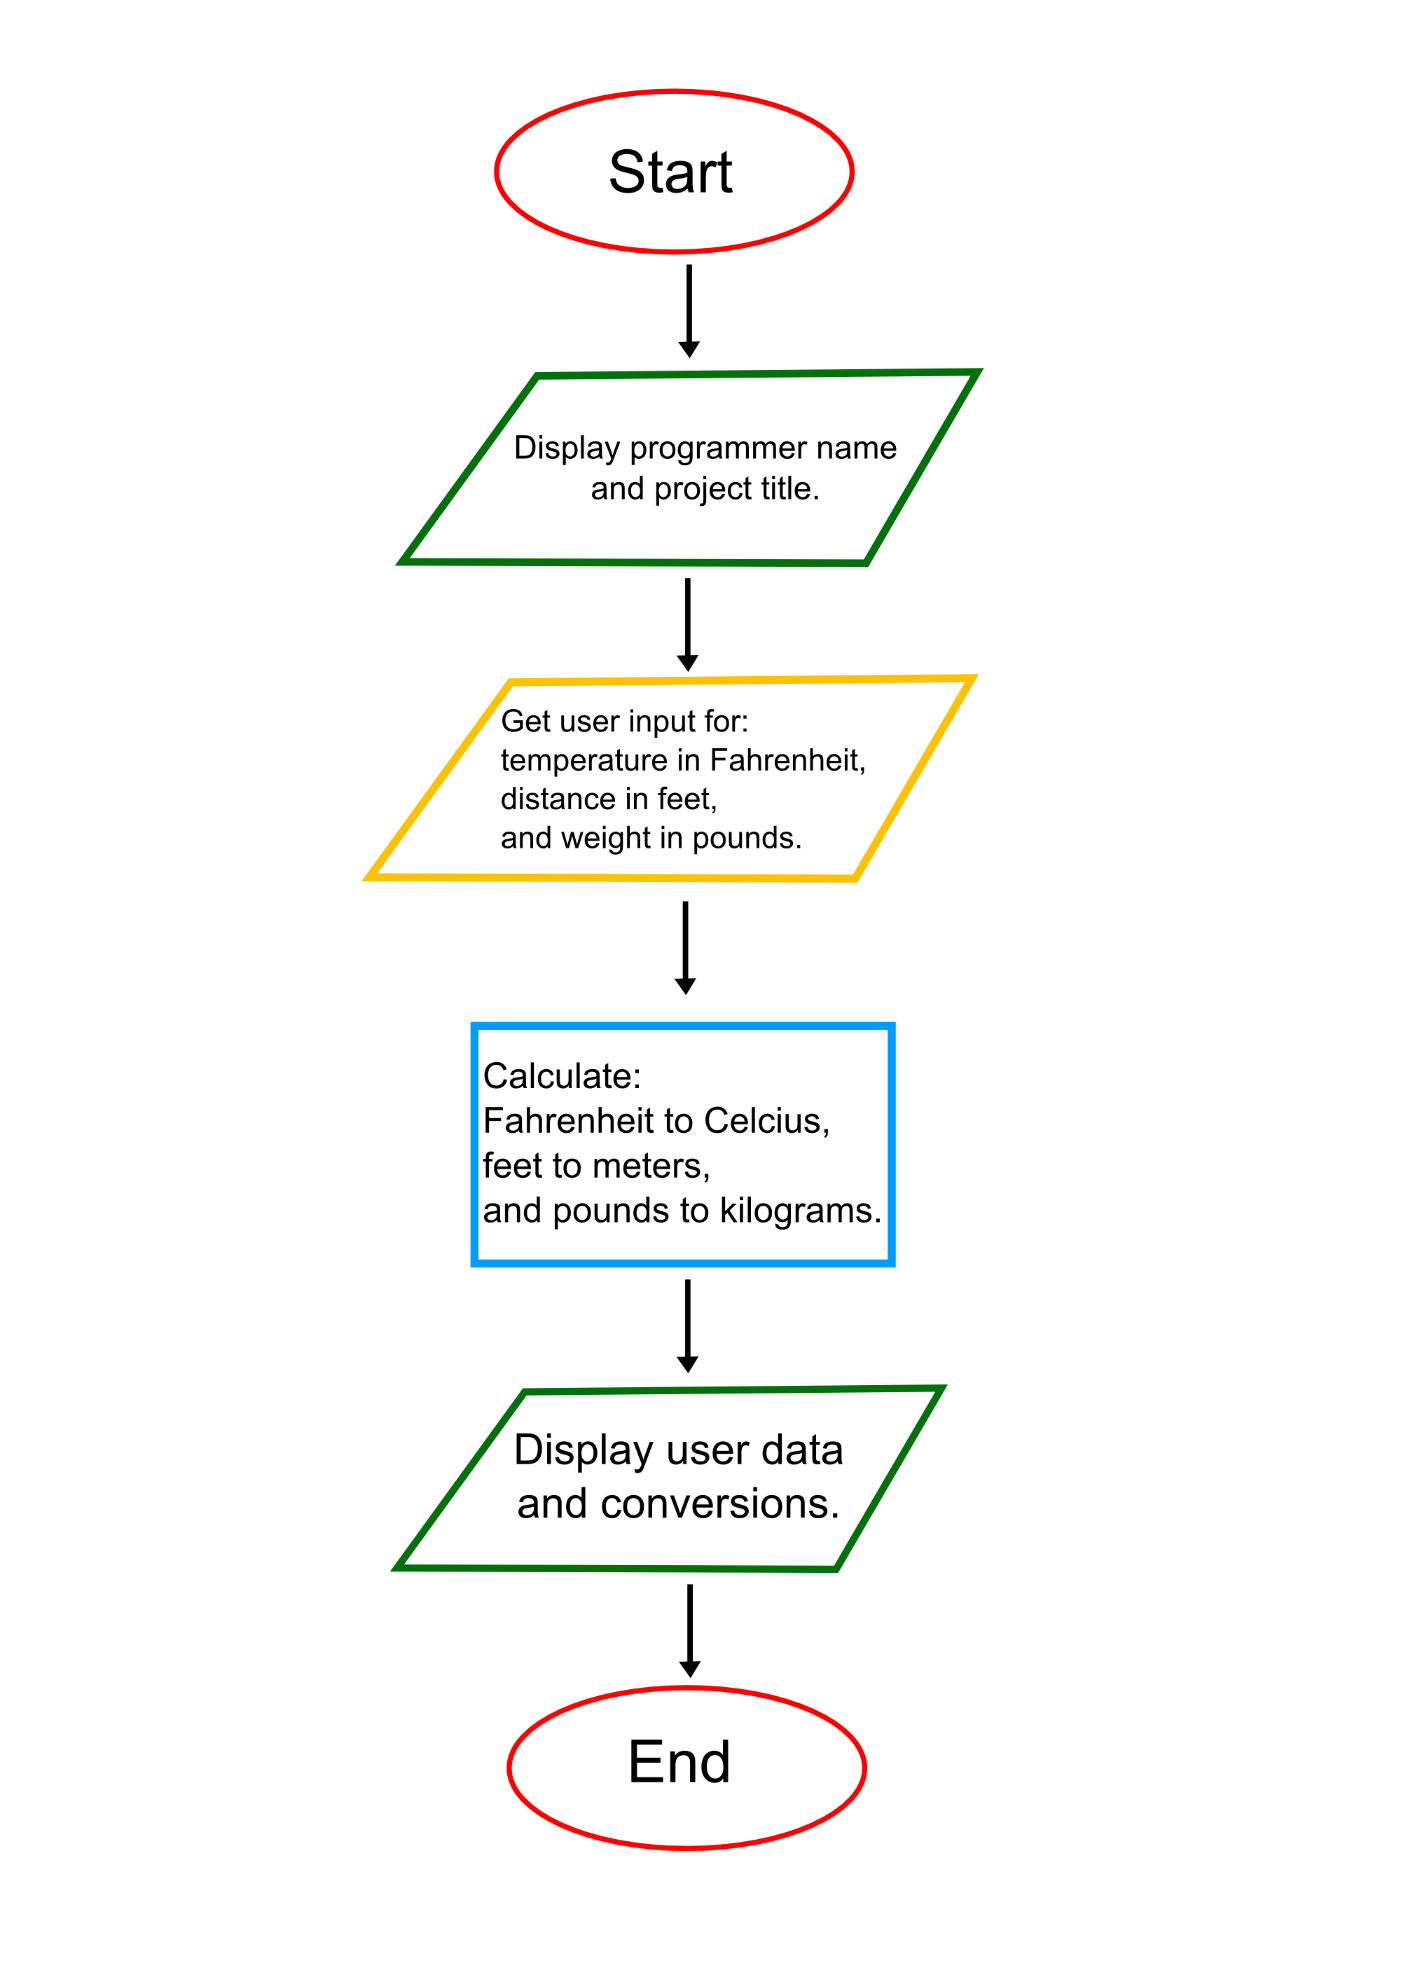 Start
Display programmer name
and project title.
Get user input for:
temperature in Fahrenheit,
distance in feet,
and weight in pounds.
Calculate:
Fahrenheit to Celcius,
feet to meters,
and pounds to kilograms.
Display user data
and conversions.
End